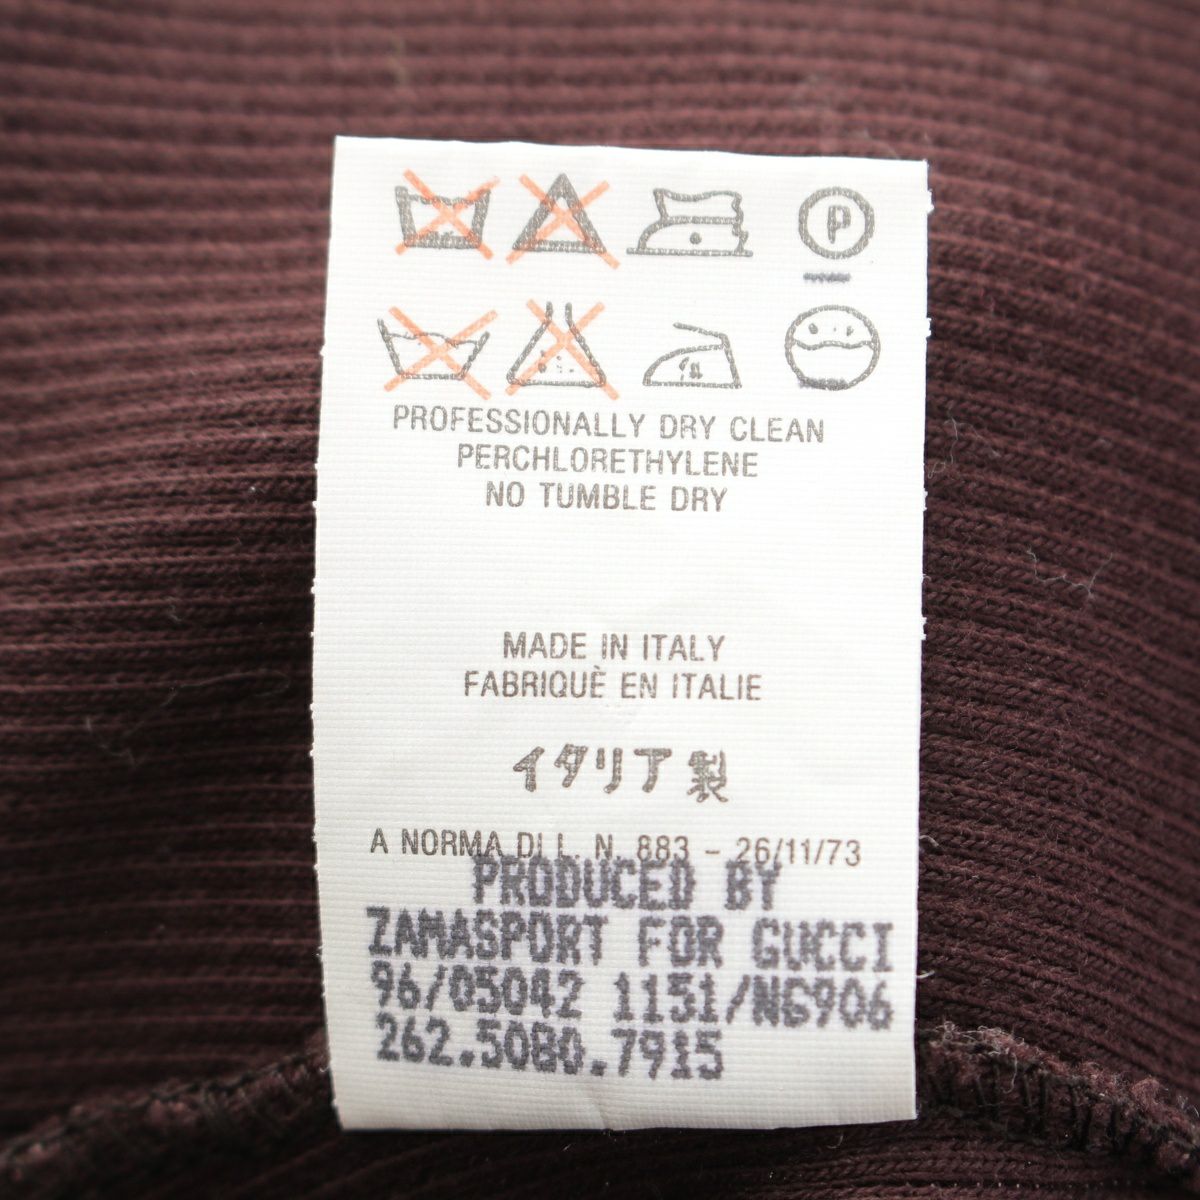 P
PROFESSIONALLY DRY CLEAN
PERCHLORETHYLENE
NO TUMBLE DRY
MADE IN ITALY
FABRIQUÈ EN ITALIE
イタリア製
A NORMA DI L. N. 883 - 26/11/73
PRODUCED BY
ZAMASPORT FOR GUCCI
96/05042 1151/NG906
262.5080.7915